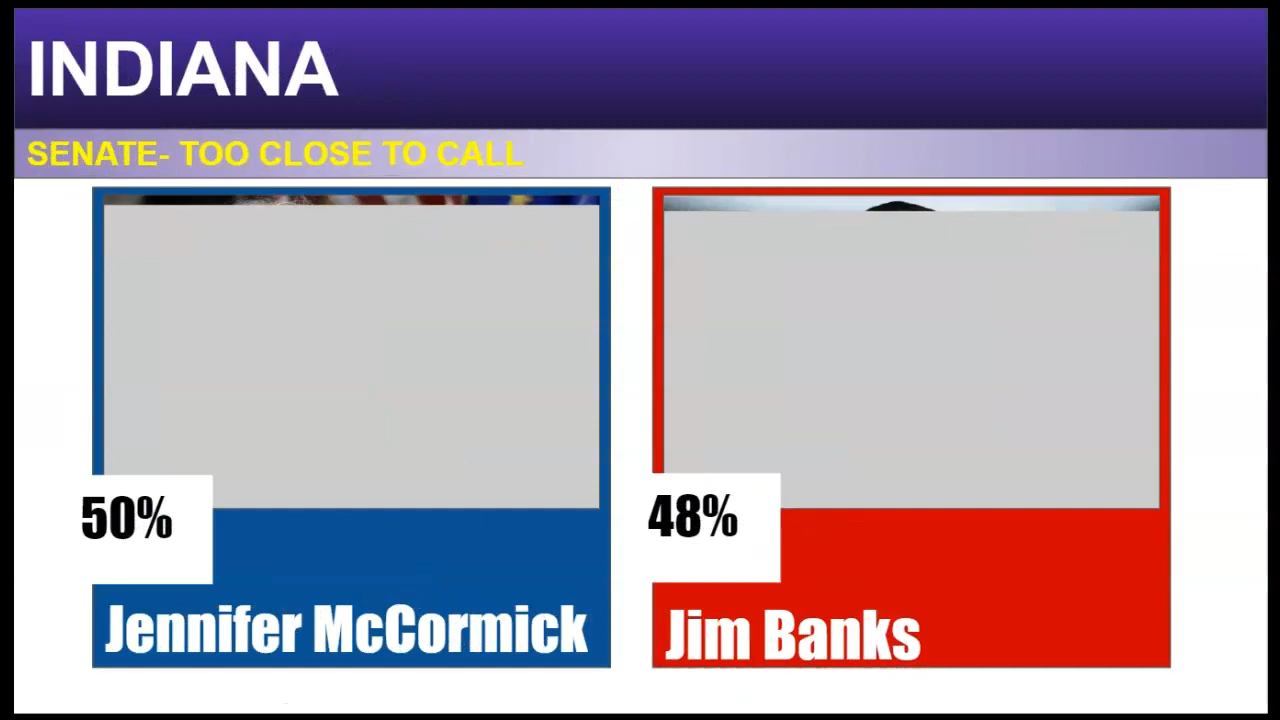 INDIANA
SENATE- TOO CLOSE TO CALL
50%
48%
Jennifer McCormick
Jim Banks